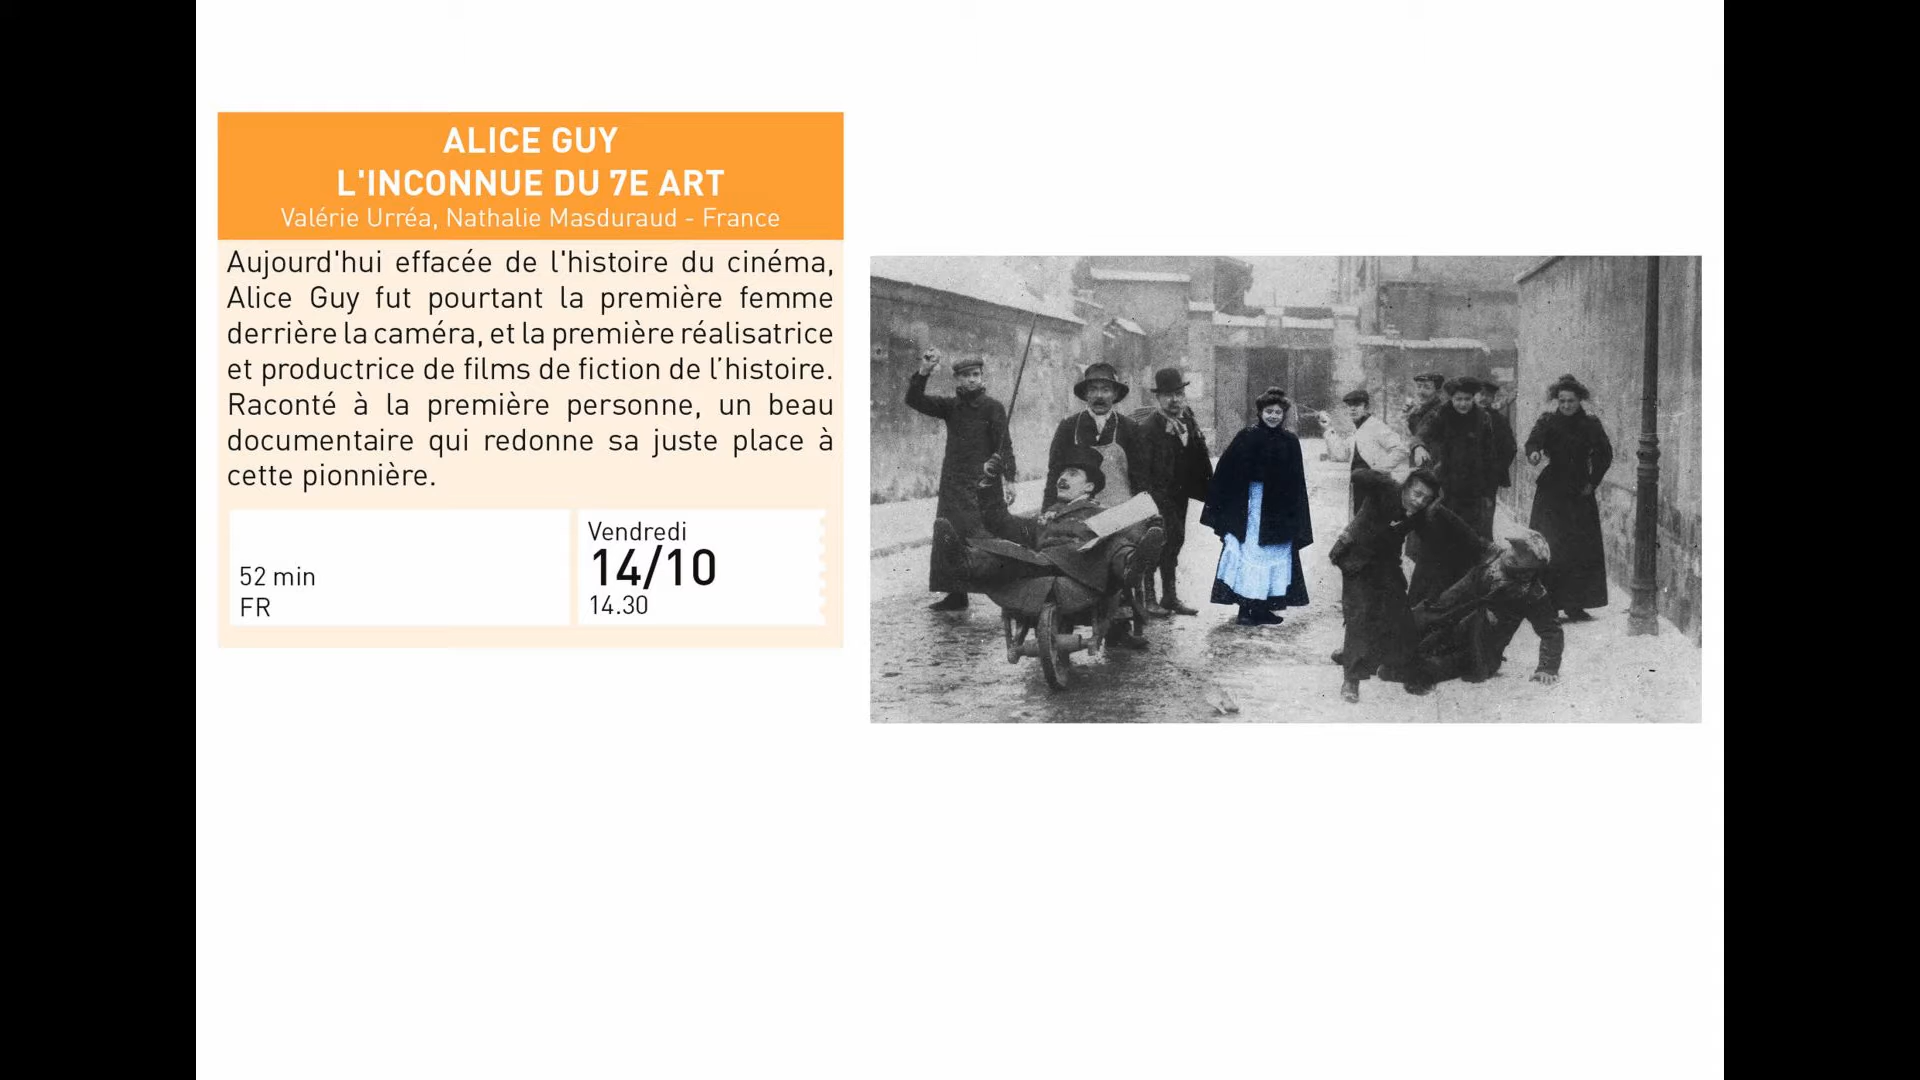 ALICE GUY
L'INCONNUE DU 7E ART
Valérie Urréa, Nathalie Masduraud - France
Aujourd'hui effacée de l'histoire du cinéma,
Alice Guy fut pourtant la première femme
derrière la caméra, et la première réalisatrice
et productrice de films de fiction de l’histoire.
Raconté à la première personne, un beau
documentaire qui redonne sa juste place à
cette pionnière.
52 min
FR
Vendredi
14/10
14.30